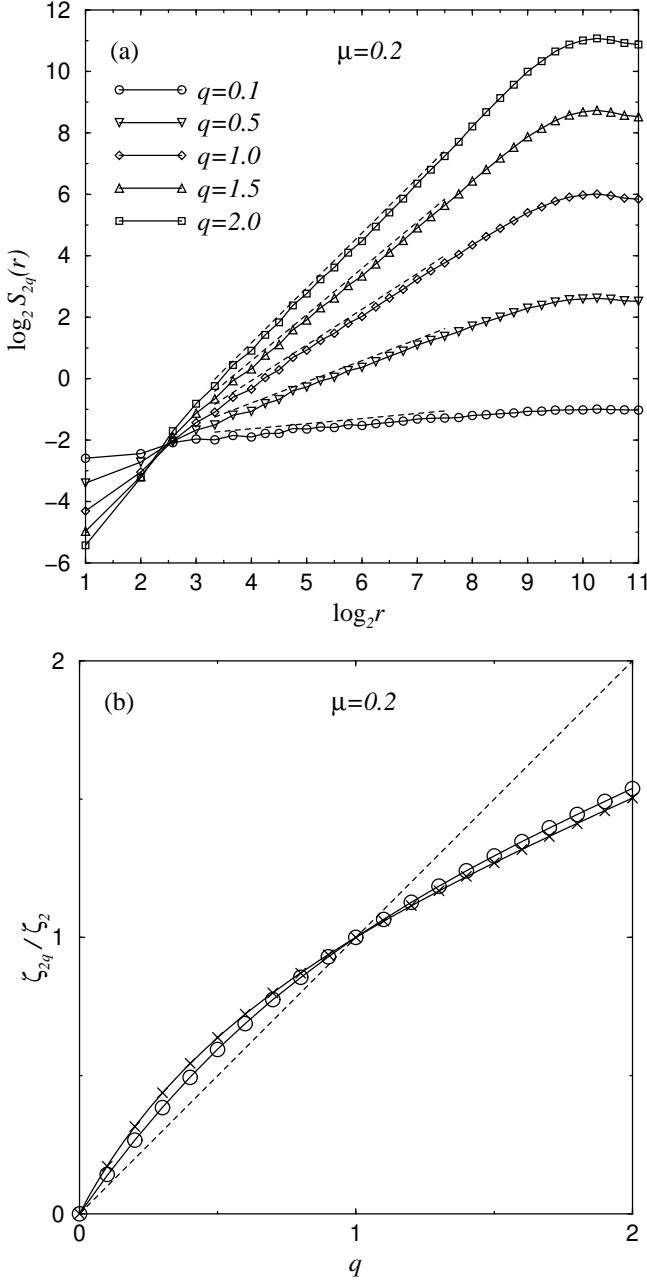 (a)
μ=0.2
q=0.1
q=0.5
q=1.0
q=1.5
q=2.0
12
10
8
6
4
2
0
−2
−4
−6
log₂ S₂q(r)
1 2 3 4 5 6 7 8 9 10 11
log₂r
(b)
μ=0.2
2
1
0
ζ₂q / ζ₂
0 1 2
q